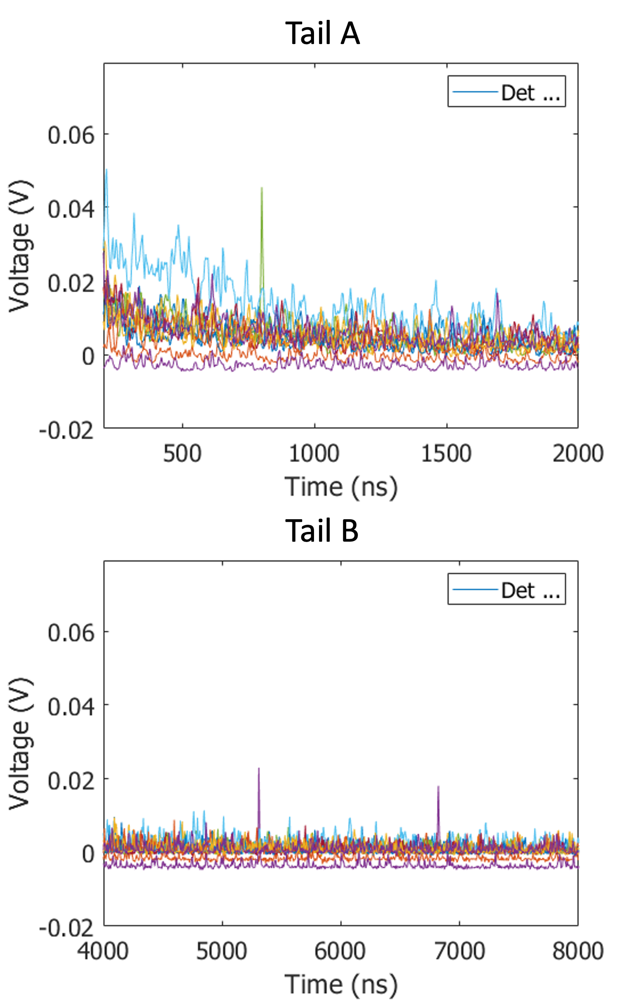 Tail A
Det ...
0.06
0.04
0.02
0
-0.02
Voltage (V)
500 1000 1500 2000
Time (ns)
Tail B
Det ...
0.06
0.04
0.02
0
-0.02
Voltage (V)
4000 5000 6000 7000 8000
Time (ns)